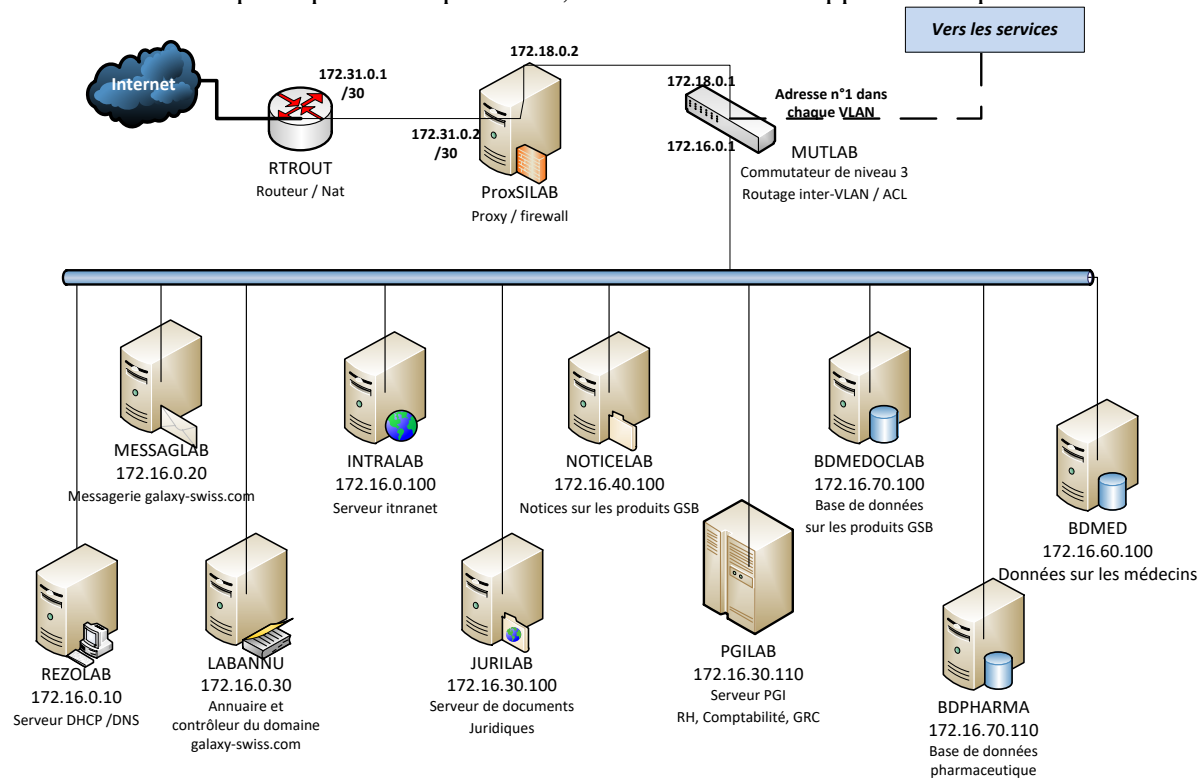 Vers les services
172.18.0.2
Internet
172.31.0.1
/30
172.18.0.1
Adresse n°1 dans
chaque VLAN
172.31.0.2
/30
172.16.0.1
RTROUT
Routeur / Nat
ProxSILAB
Proxy / firewall
MUTLAB
Commutateur de niveau 3
Routage inter-VLAN / ACL
MESSAGLAB
172.16.0.20
Messagerie galaxy-swiss.com
INTRALAB
172.16.0.100
Serveur itnranet
NOTICELAB
172.16.40.100
Notices sur les produits GSB
BDMEDOCLAB
172.16.70.100
Base de données
sur les produits GSB
BDMED
172.16.60.100
Données sur les médecins
REZOLAB
172.16.0.10
Serveur DHCP /DNS
LABANNU
172.16.0.30
Annuaire et
contrôleur du domaine
galaxy-swiss.com
JURILAB
172.16.30.100
Serveur de documents
Juridiques
PGILAB
172.16.30.110
Serveur PGI
RH, Comptabilité, GRC
BDPHARMA
172.16.70.110
Base de données
pharmaceutique